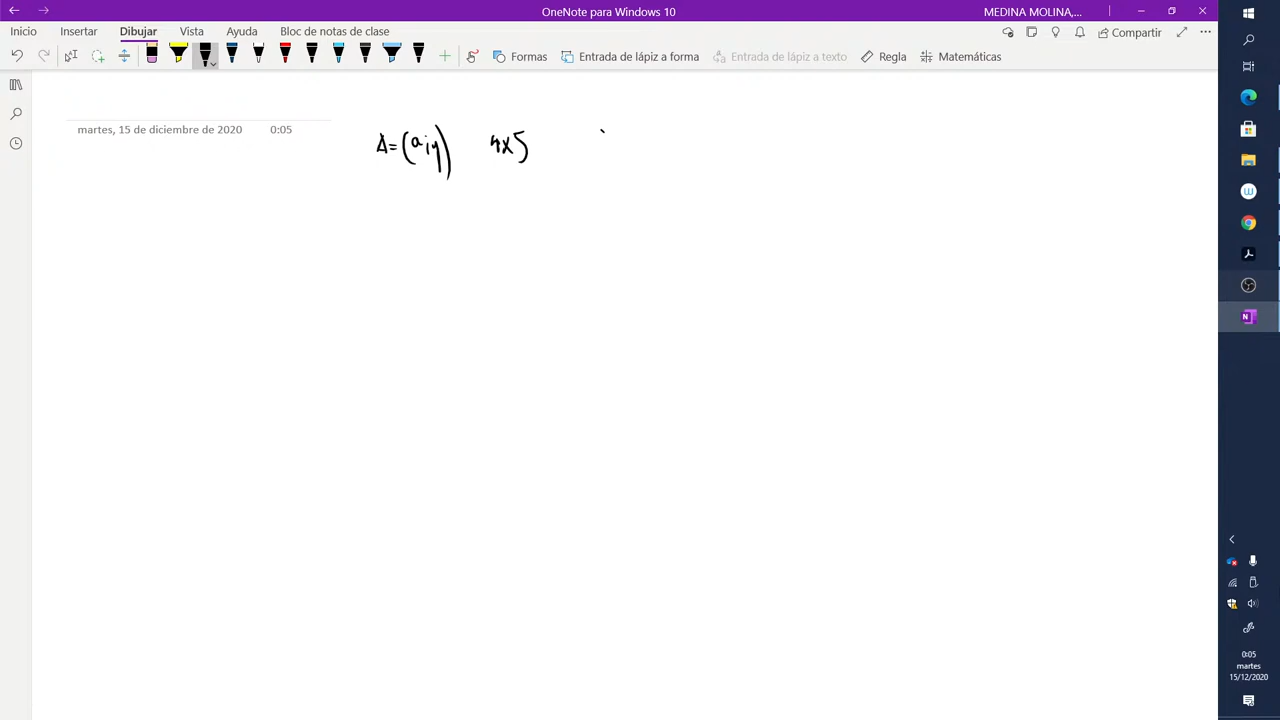 OneNote para Windows 10
MEDINA MOLINA,...
Inicio Insertar Dibujar Vista Ayuda Bloc de notas de clase
Compartir
Formas Entrada de lápiz a forma Entrada de lápiz a texto Regla Matemáticas
martes, 15 de diciembre de 2020 0:05
A=(aij) 4x5
0:05
martes
15/12/2020